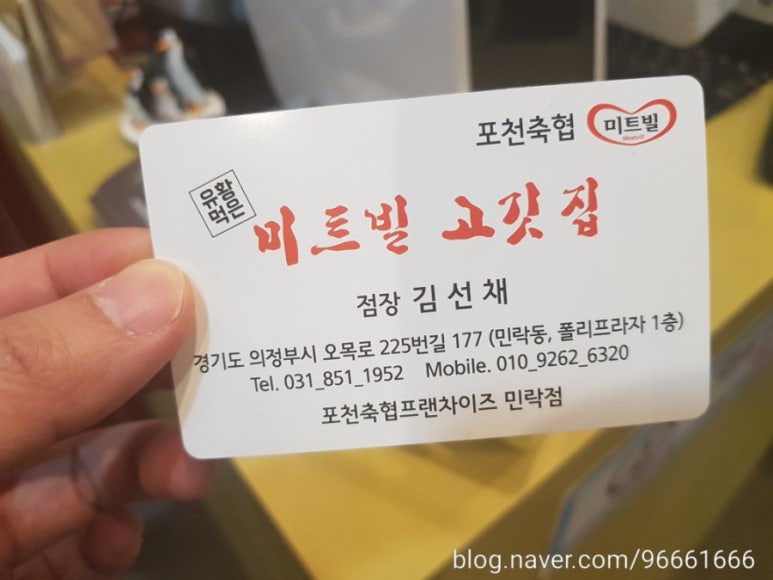 포천축협 미트빌
Meatvill
유황
먹은
미트빌 고깃집
점장 김선채
경기도 의정부시 오목로 225번길 177 (민락동, 폴리프라자 1층)
Tel. 031_851_1952 Mobile. 010_9262_6320
포천축협프랜차이즈 민락점
blog.naver.com/96661666